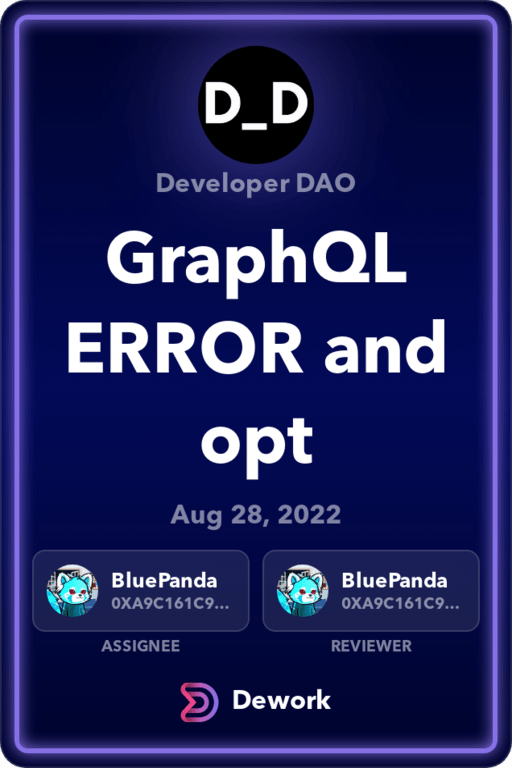 D_D
Developer DAO
GraphQL
ERROR and
opt
Aug 28, 2022
BluePanda
0XA9C161C9...
ASSIGNEE
BluePanda
0XA9C161C9...
REVIEWER
Dework